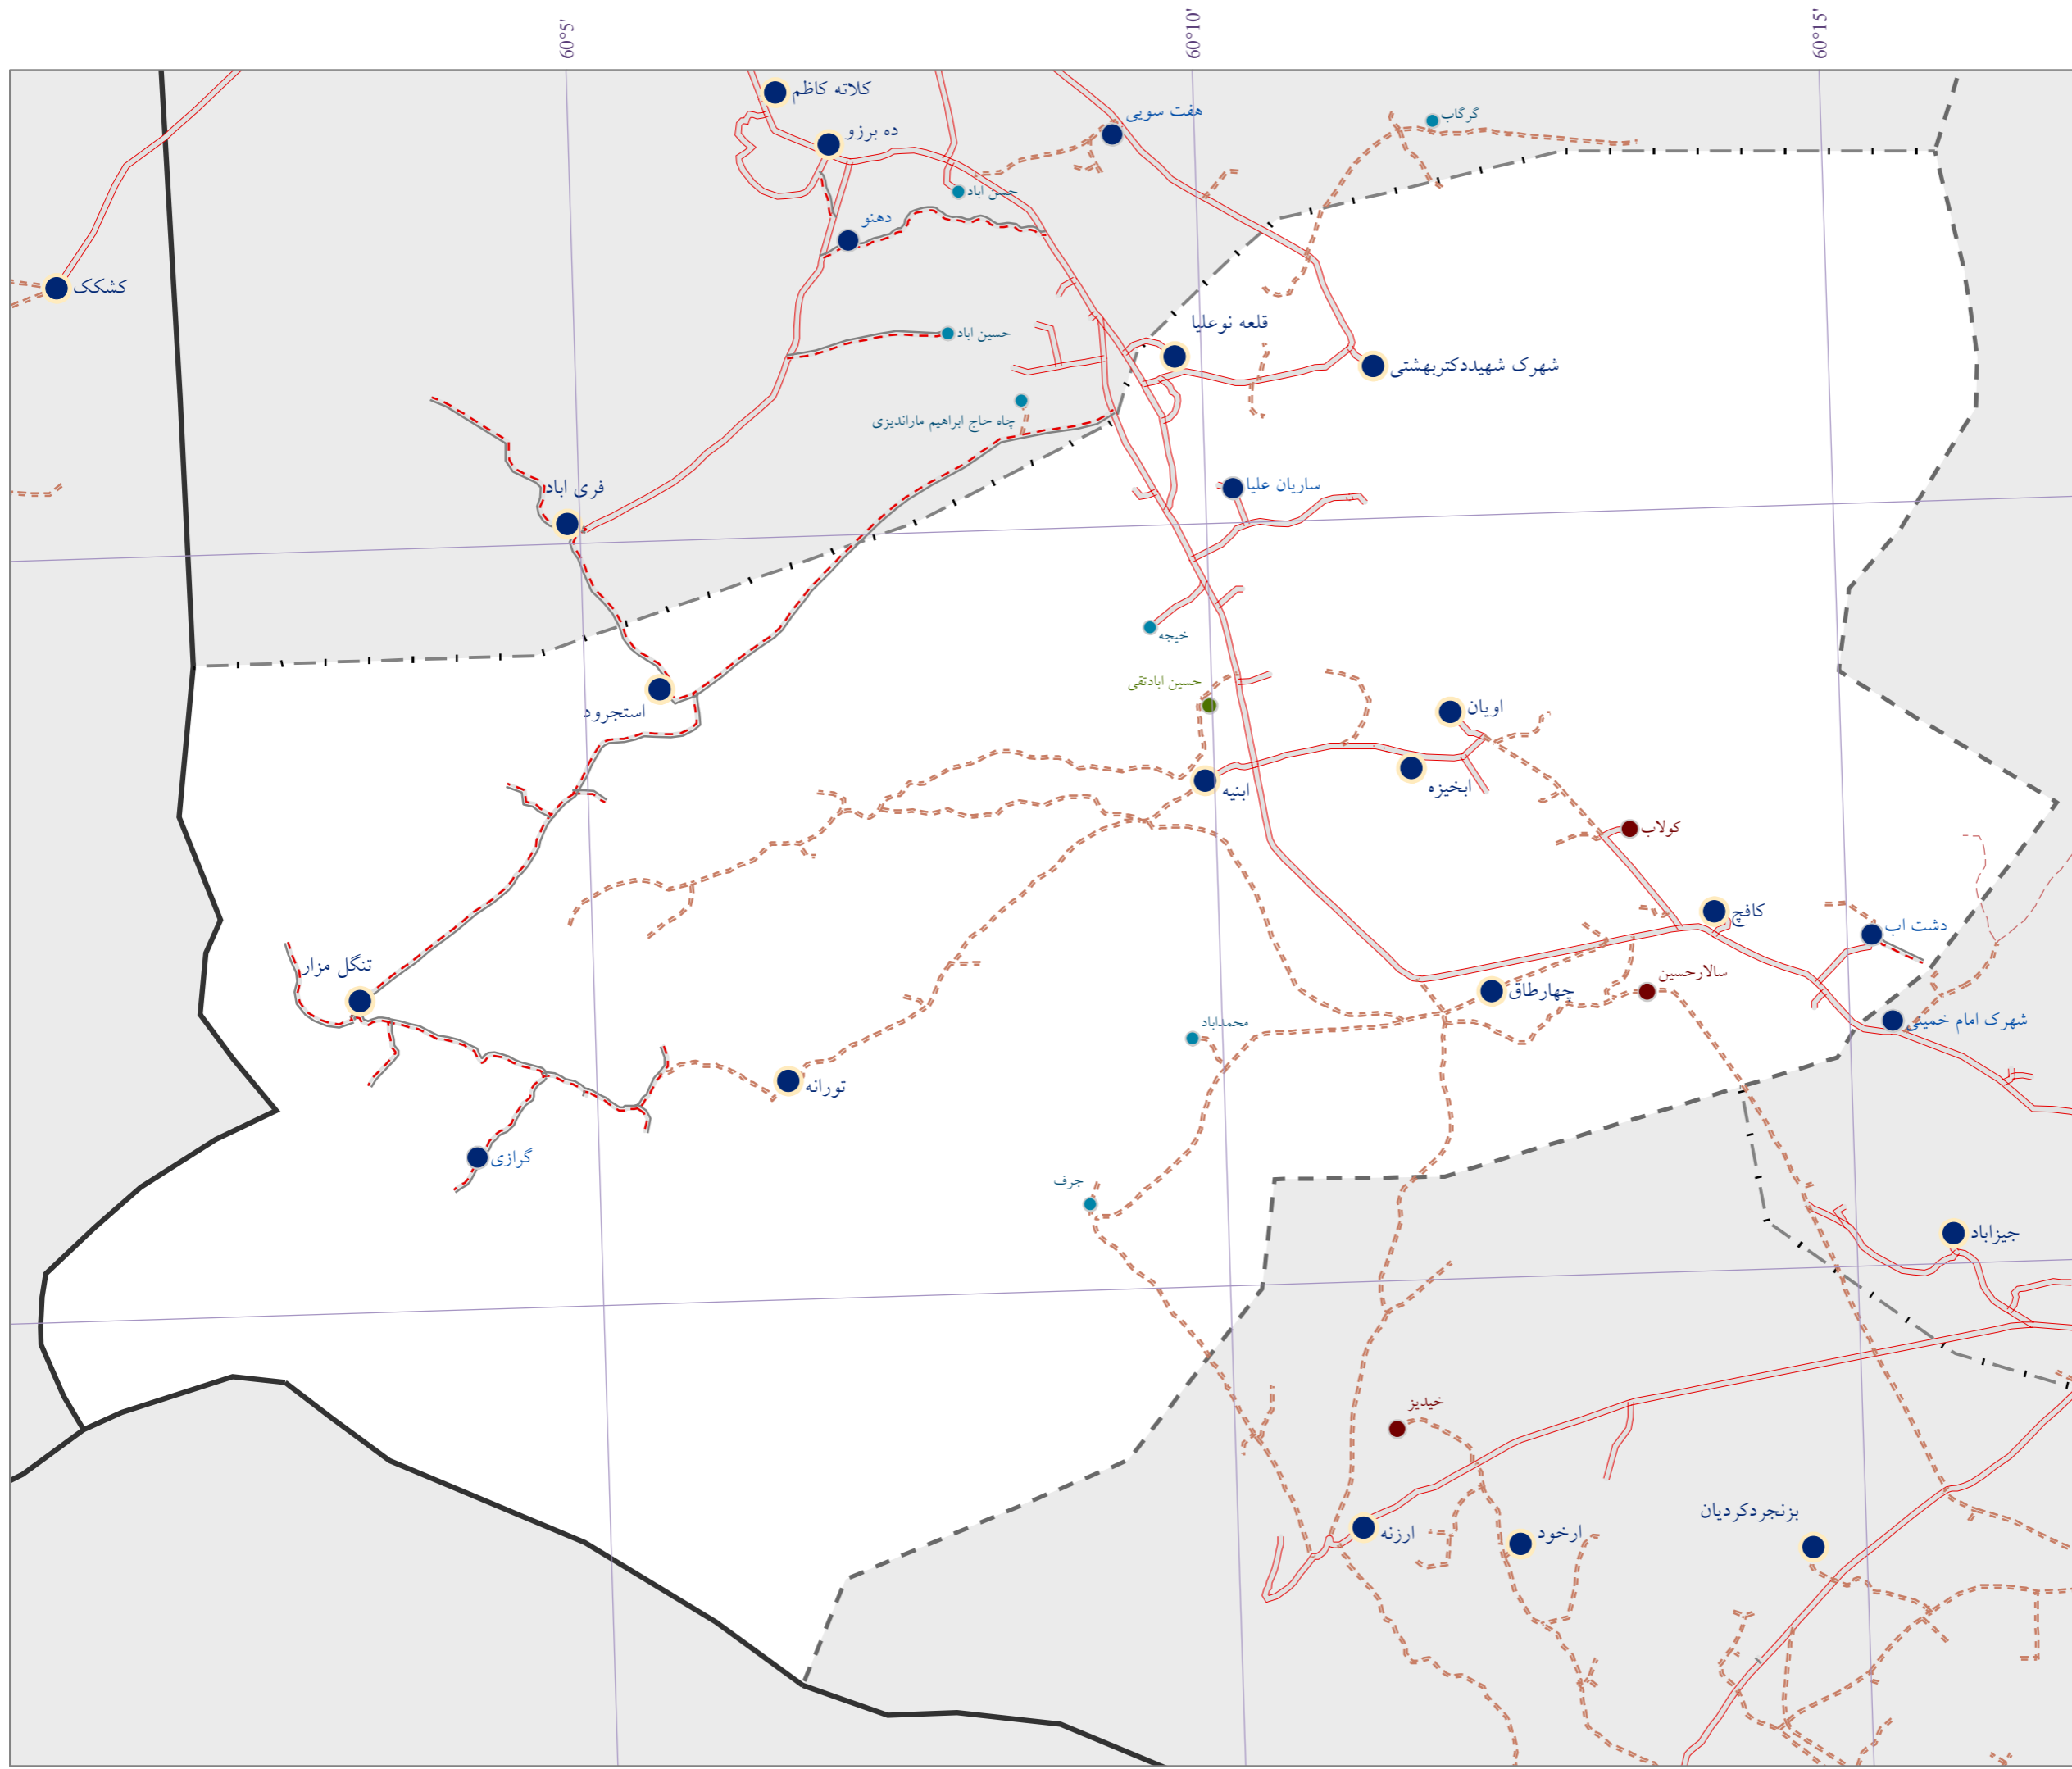 60°5'
60°10'
60°15'
کلاته کاظم
هفت سویی
گرگاب
ده برزو
حسن اباد
دهنو
کشکک
قلعه نوعلیا
حسین اباد
شهرک شهیددکتربهشتی
چاه حاج ابراهیم ماراندیزی
فری اباد
ساریان علیا
خیجه
حسین ابادتقی
استجرود
اویان
ابخیزه
ابنیه
کولاب
کافچ
دشت اب
تنگل مزار
سالارحسین
چهارطاق
شهرک امام خمینی
محمداباد
تورانه
گرازی
جرف
جیزاباد
خیدیز
بزنجردکردیان
ارزنه
ارخود